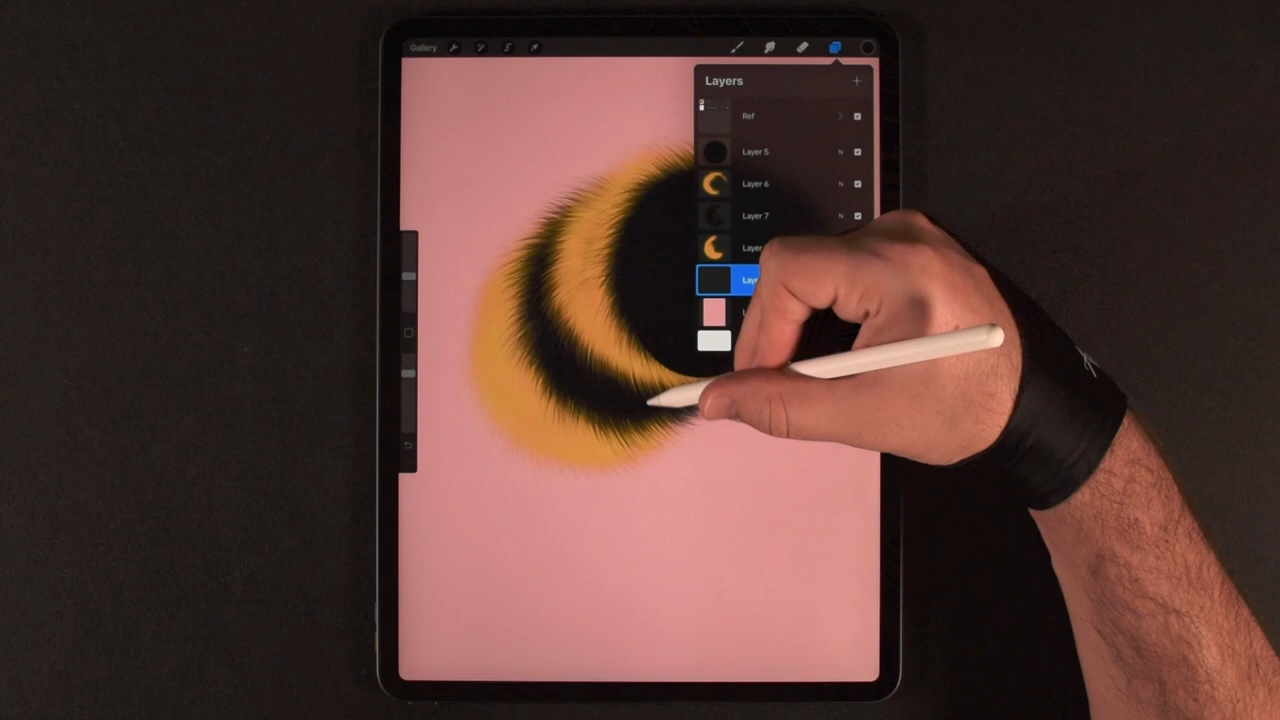 Gallery
Layers
Ref
Layer 5 N
Layer 6 N
Layer 7 N